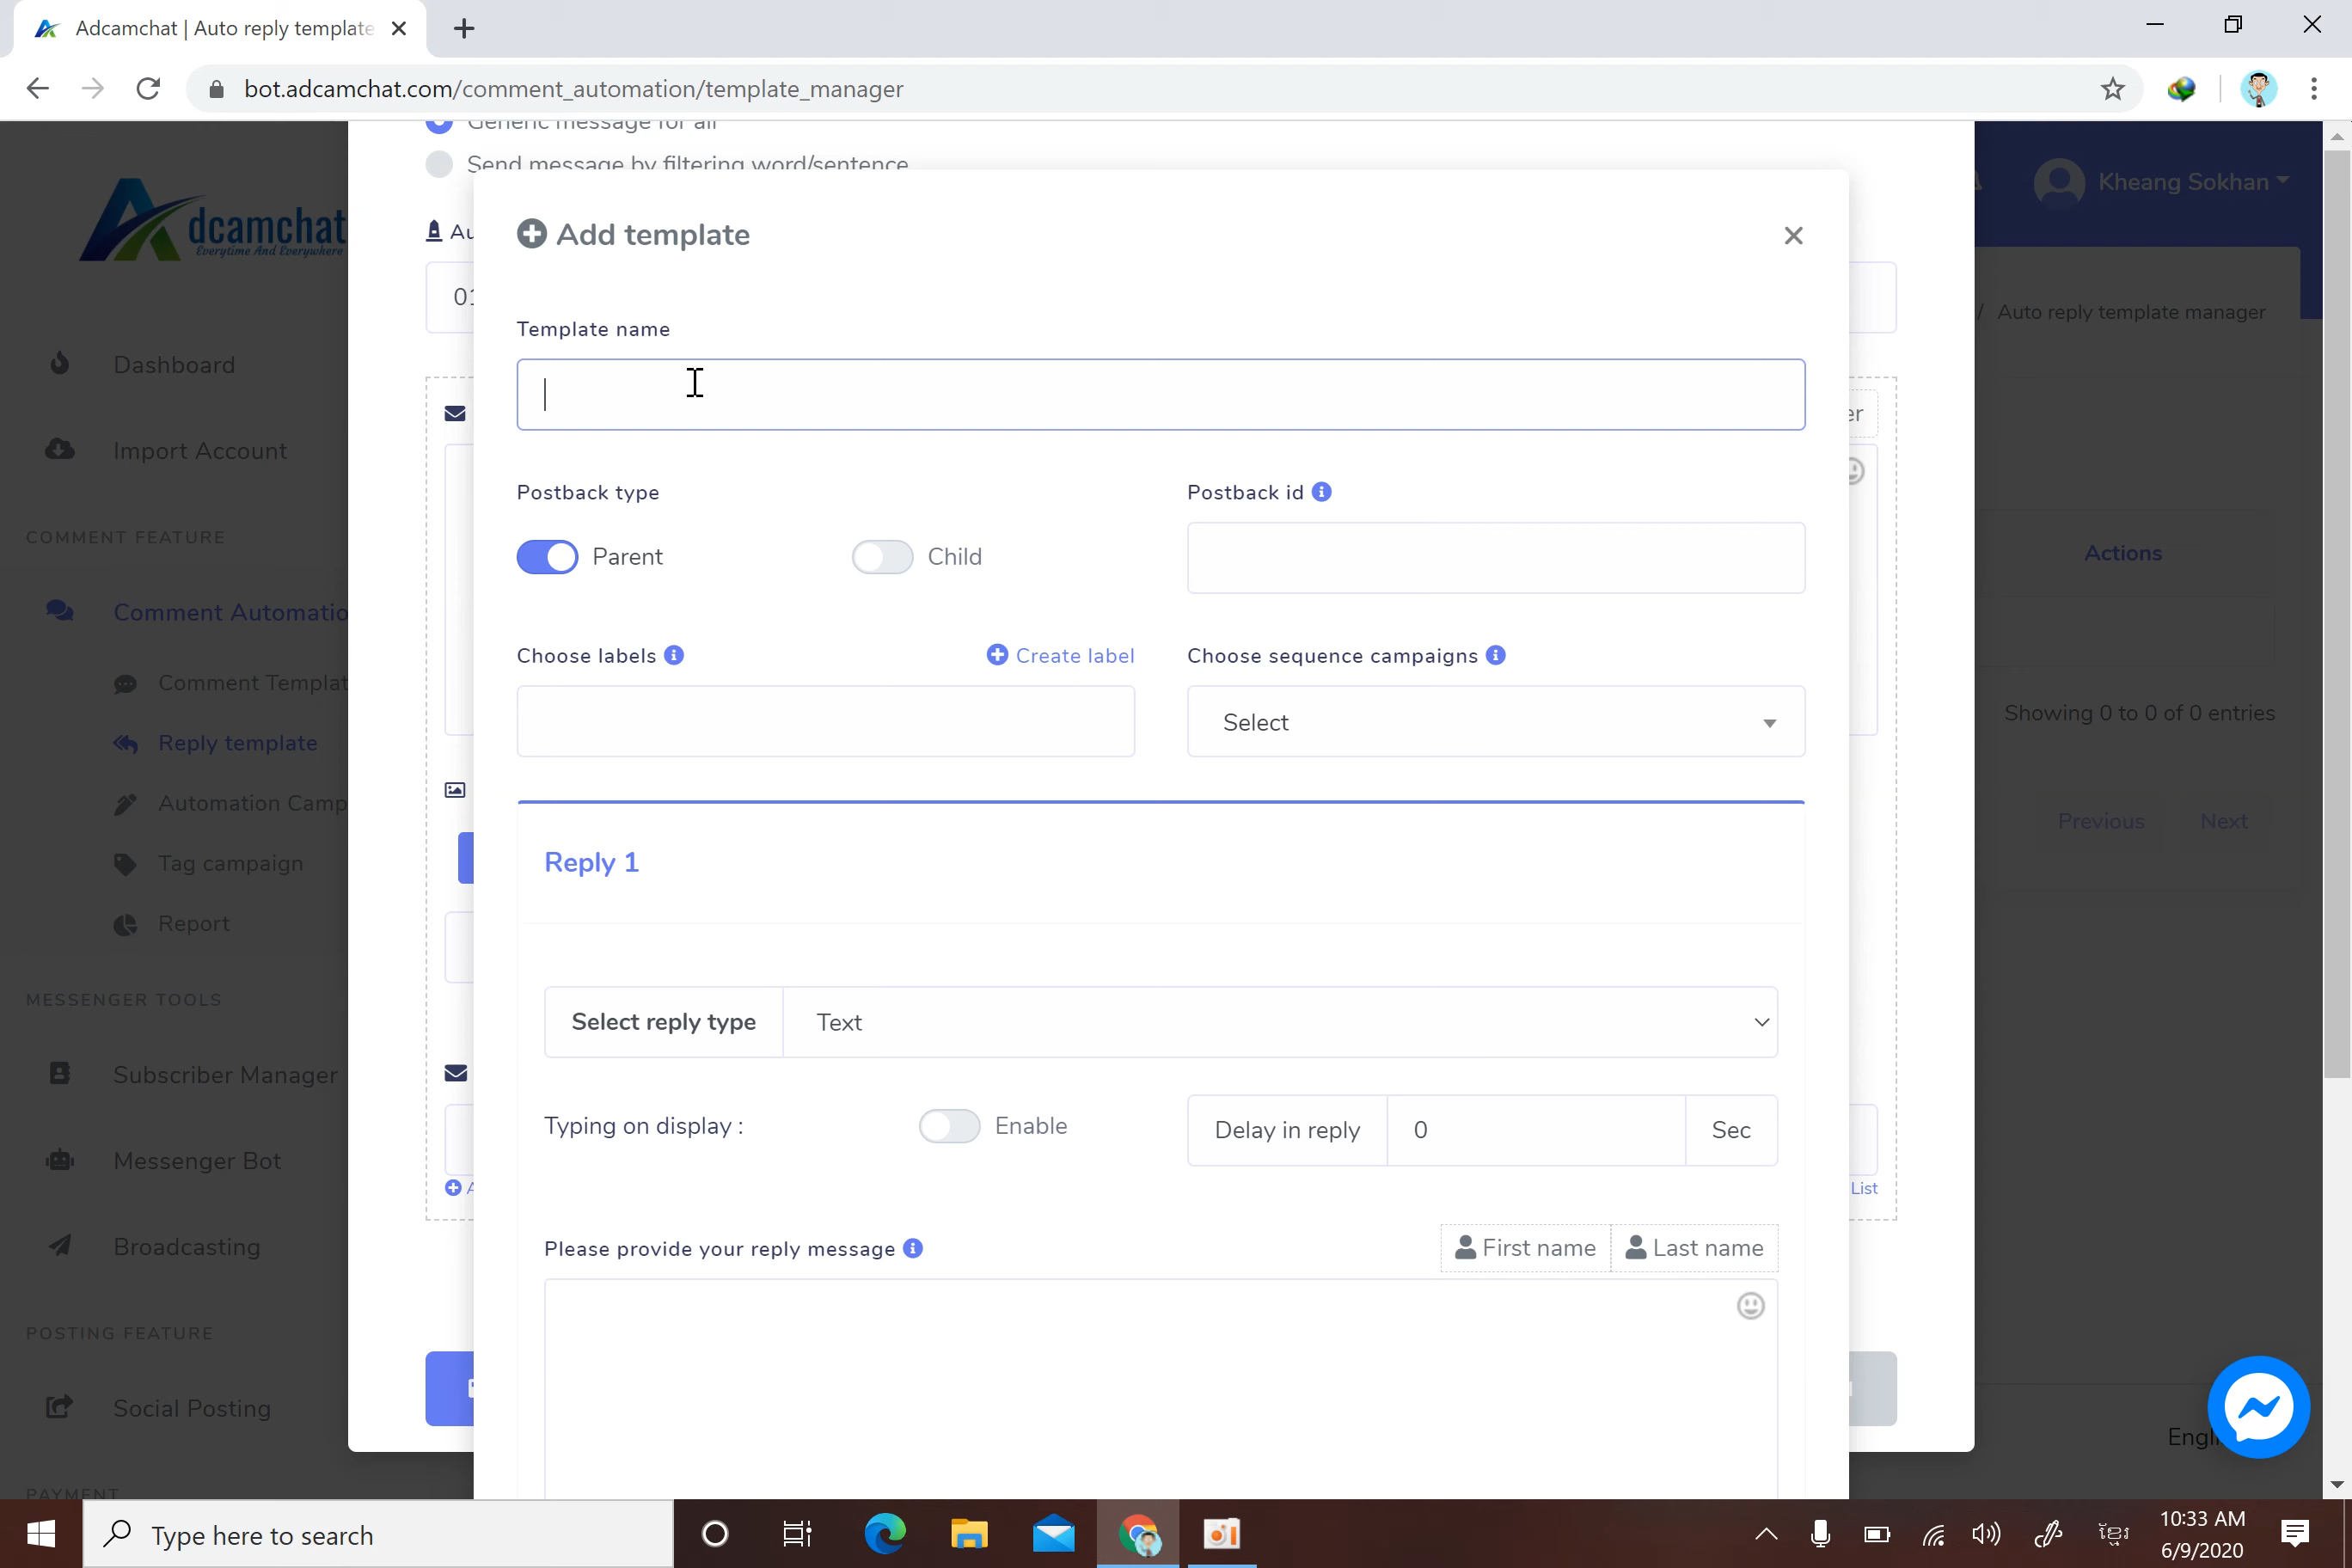 Adcamchat | Auto reply template
bot.adcamchat.com/comment_automation/template_manager
Generic message for all
Send message by filtering word/sentence
dcamchat
Everytime And Everywhere
Kheang Sokhan
Add template
/ Auto reply template manager
Template name
Dashboard
Import Account
Postback type
Postback id
Parent
Child
COMMENT FEATURE
Actions
Comment Automatio
Choose labels
Create label
Choose sequence campaigns
Comment Templat
Select
Showing 0 to 0 of 0 entries
Reply template
Automation Camp
Previous
Next
Tag campaign
Reply 1
Report
MESSENGER TOOLS
Select reply type
Text
Subscriber Manager
Typing on display :
Enable
Delay in reply
0
Sec
Messenger Bot
List
Broadcasting
Please provide your reply message
First name
Last name
POSTING FEATURE
Social Posting
PAYMENT
Type here to search
ខ្មែរ
10:33 AM
6/9/2020